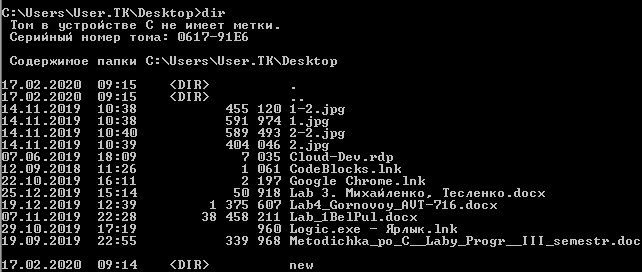 C:\Users\User.TK\Desktop>dir
Том в устройстве C не имеет метки.
Серийный номер тома: 0617-91E6
Содержимое папки C:\Users\User.TK\Desktop
17.02.2020 09:15 <DIR> .
17.02.2020 09:15 <DIR> ..
14.11.2019 10:38 455 120 1-2.jpg
14.11.2019 10:38 591 974 1.jpg
14.11.2019 10:40 589 493 2-2.jpg
14.11.2019 10:39 404 046 2.jpg
07.06.2019 18:09 7 035 Cloud-Dev.rdp
12.09.2018 11:26 1 061 CodeBlocks.lnk
22.10.2019 16:11 2 197 Google Chrome.lnk
25.12.2019 15:14 50 918 Lab 3. Михайленко, Тесленко.docx
19.12.2019 12:39 1 375 607 Lab4_Gornovoy_AVT-716.docx
07.11.2019 22:28 38 458 211 Lab_1BelPul.docx
29.10.2019 17:19 960 Logic.exe - Ярлык.lnk
19.09.2019 22:55 339 968 Metodichka_po_C__Laby_Progr__III_semestr.doc
17.02.2020 09:14 <DIR> new